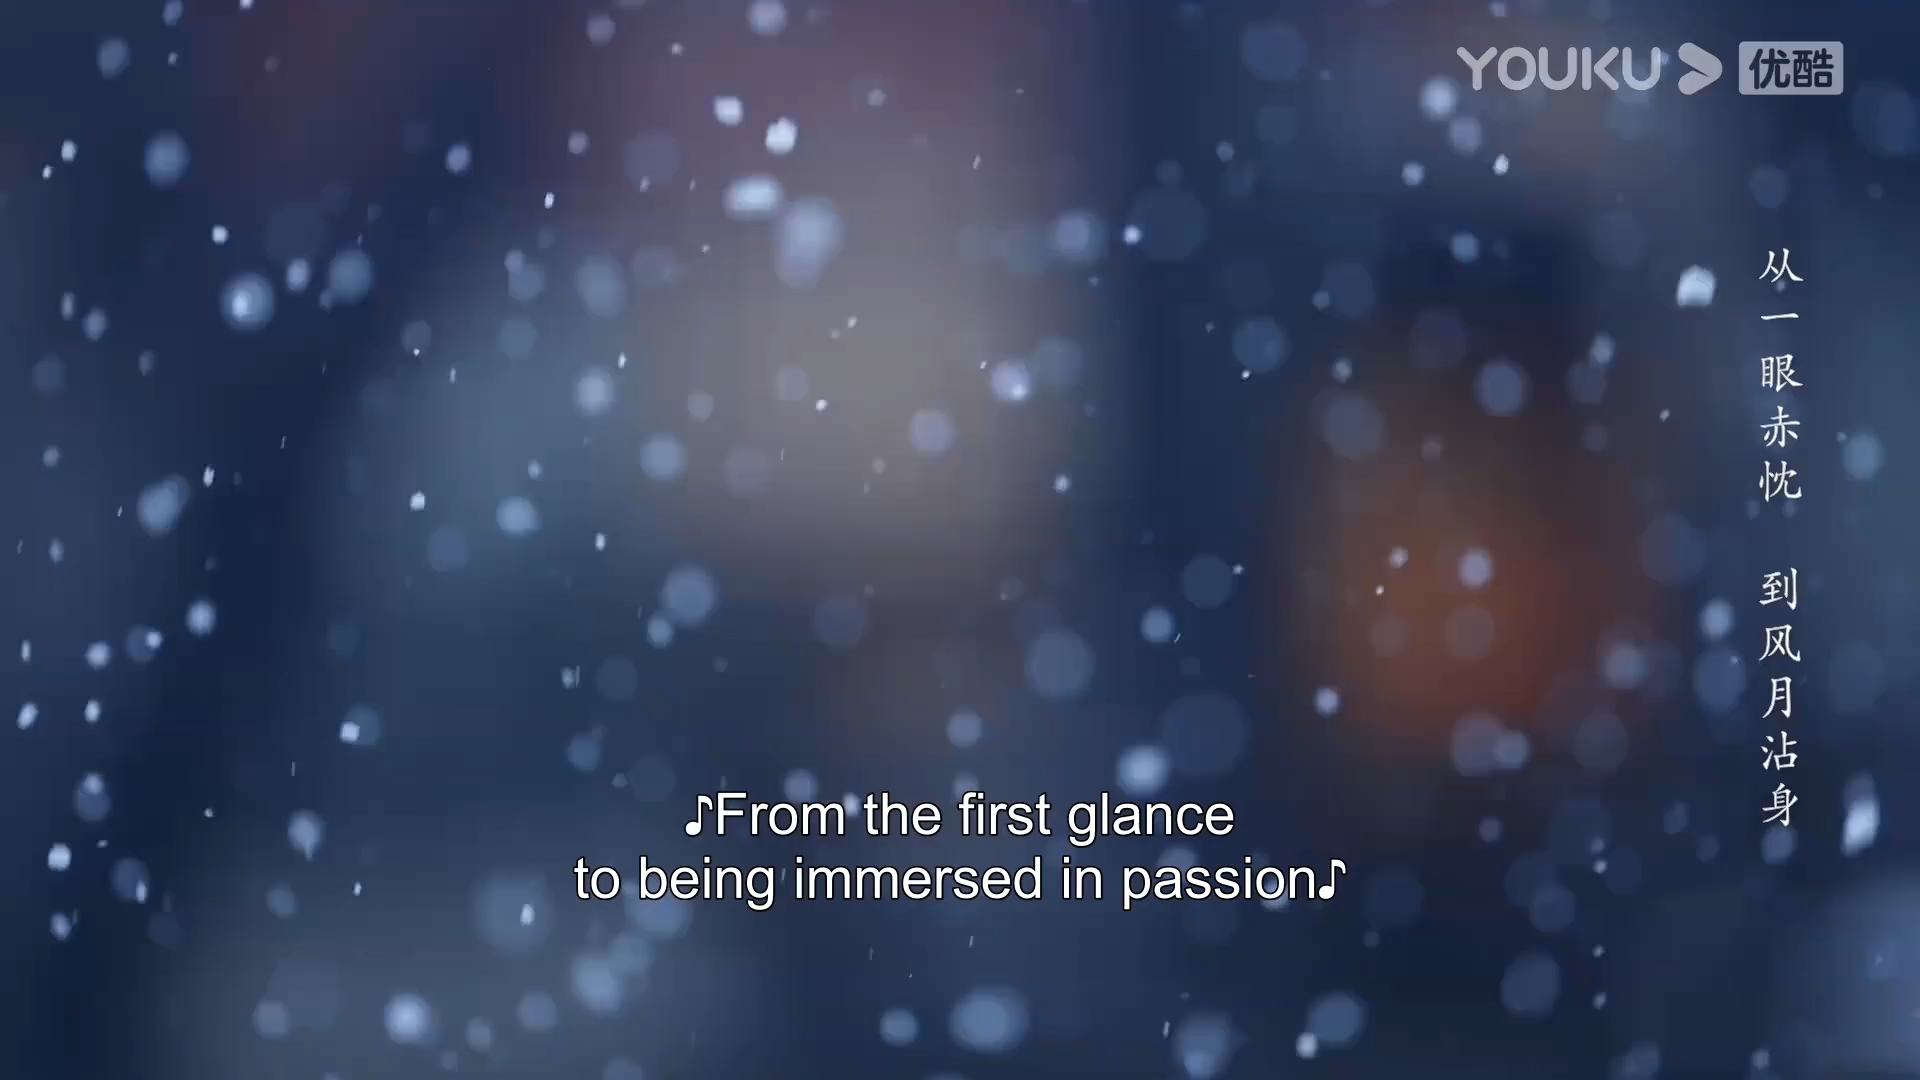 YOUKU 优酷
从一眼赤忱 到风月沾身
♪From the first glance
to being immersed in passion♪